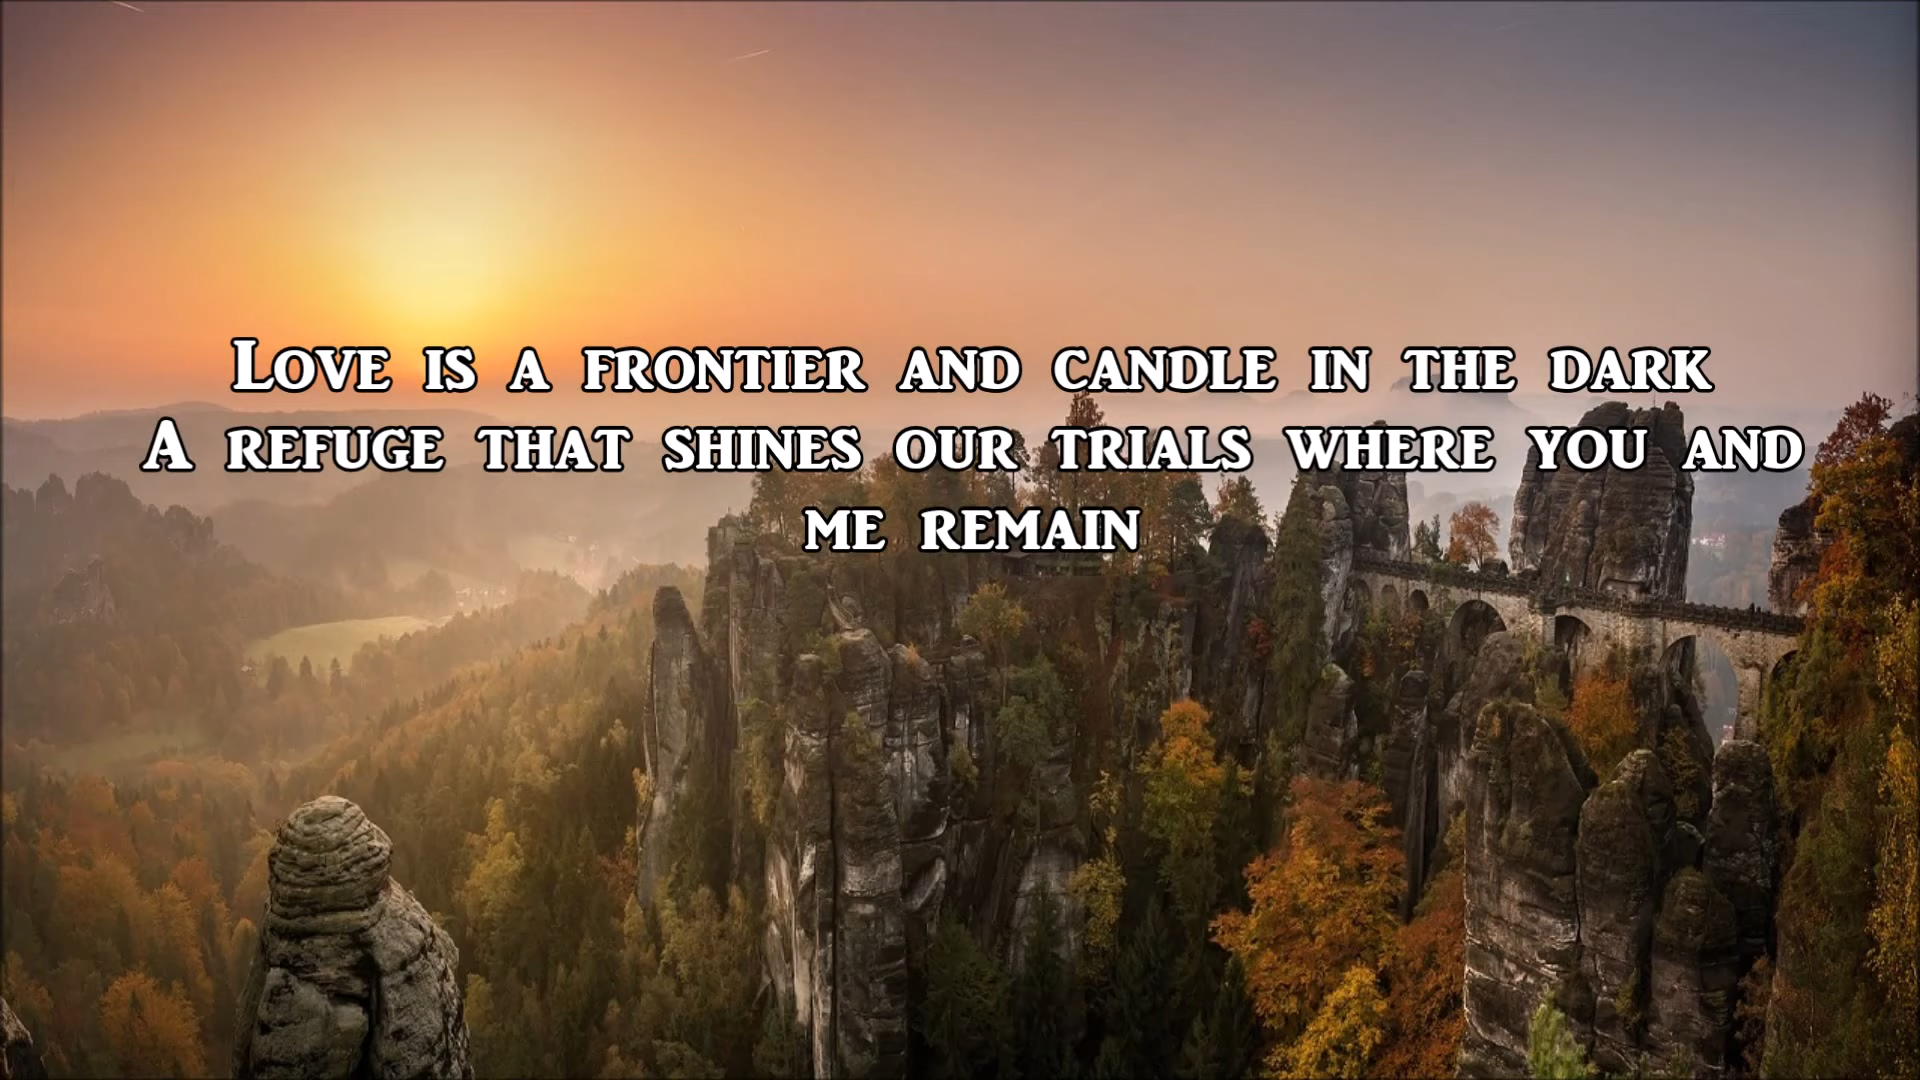 Love is a frontier and candle in the dark
A refuge that shines our trials where you and
me remain